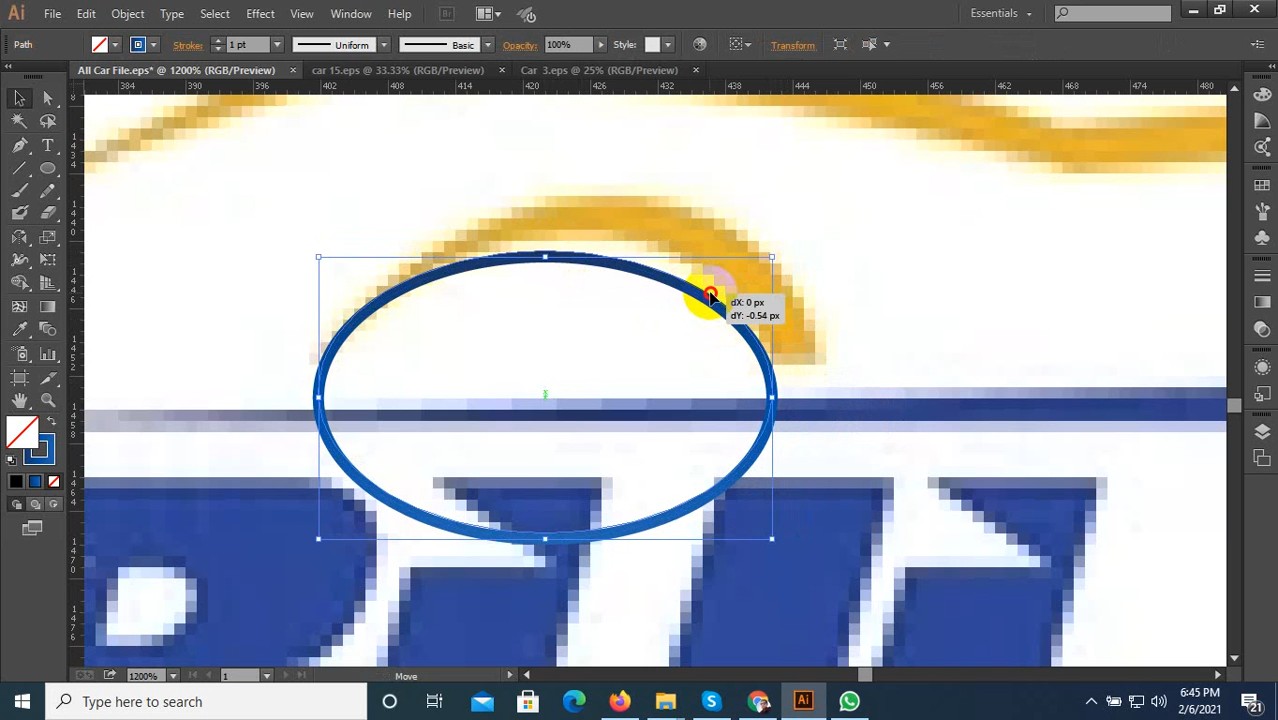 Ai File Edit Object Type Select Effect View Window Help Br Essentials
Path Stroke: 1 pt Uniform Basic Opacity: 100% Style: Transform
All Car File.eps* @ 1200% (RGB/Preview) × car 15.eps @ 33.33% (RGB/Preview) × Car 3.eps @ 25% (RGB/Preview) ×
384 390 396 402 408 414 420 426 432 438 444 450 456 462 468 474 480
dX: 0 px
dY: -0.54 px
1200% 1 Move
Type here to search
6:45 PM
2/6/2021
21